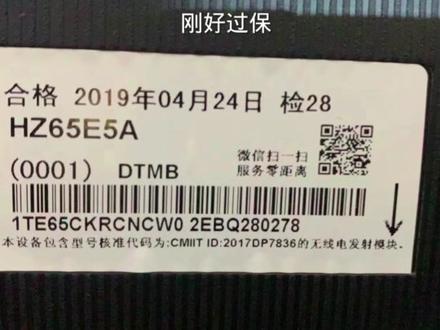 刚好过保
合格 2019年04月24日 检28
HZ65E5A
(0001) DTMB
微信扫一扫
服务零距离
1TE65CKRCNCW0 2EBQ280278
本设备包含型号核准代码为:CMIIT ID:2017DP7836的无线电发射模块。